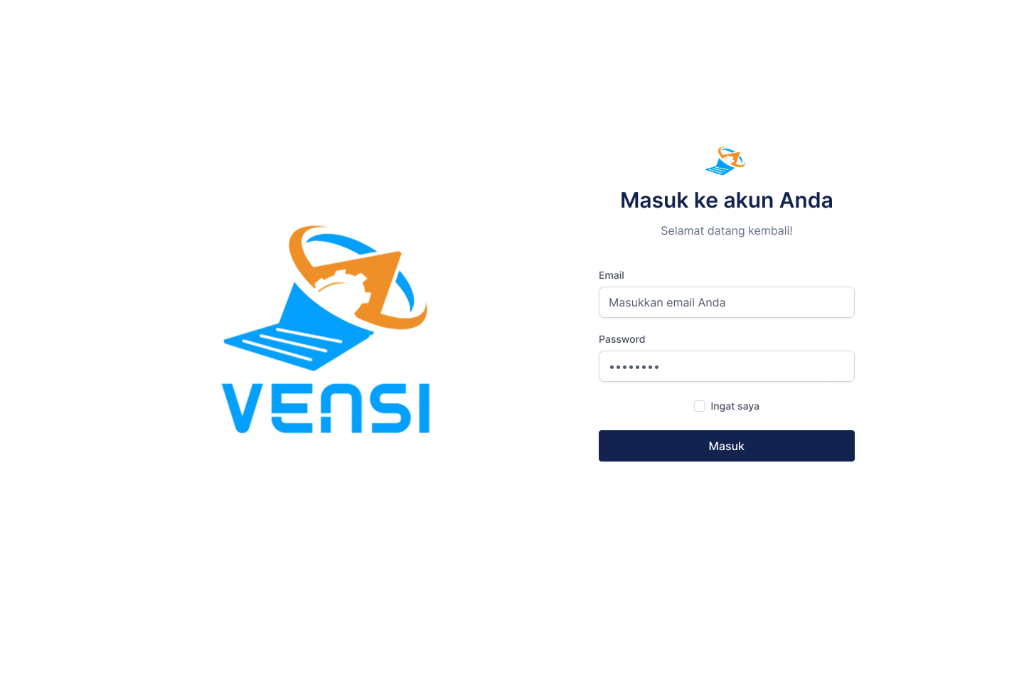 VENSI
Masuk ke akun Anda
Selamat datang kembali!
Email
Masukkan email Anda
Password
••••••••
Ingat saya
Masuk